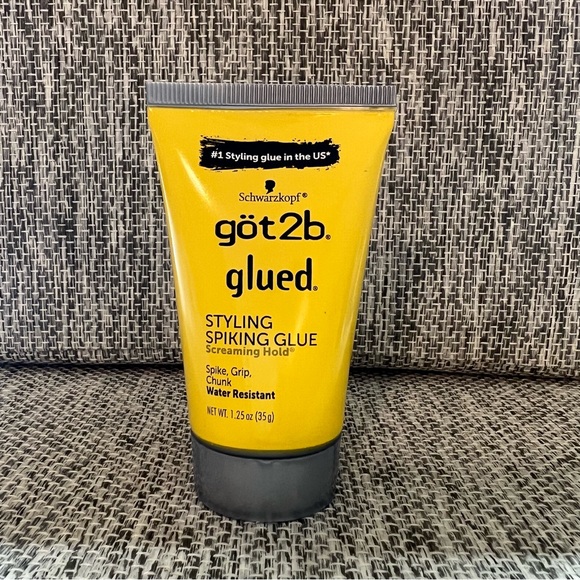 #1 Styling glue in the US*
Schwarzkopf®
göt2b®
glued®
STYLING
SPIKING GLUE
Screaming Hold®
Spike, Grip,
Chunk
Water Resistant
NET WT. 1.25 oz (35g)